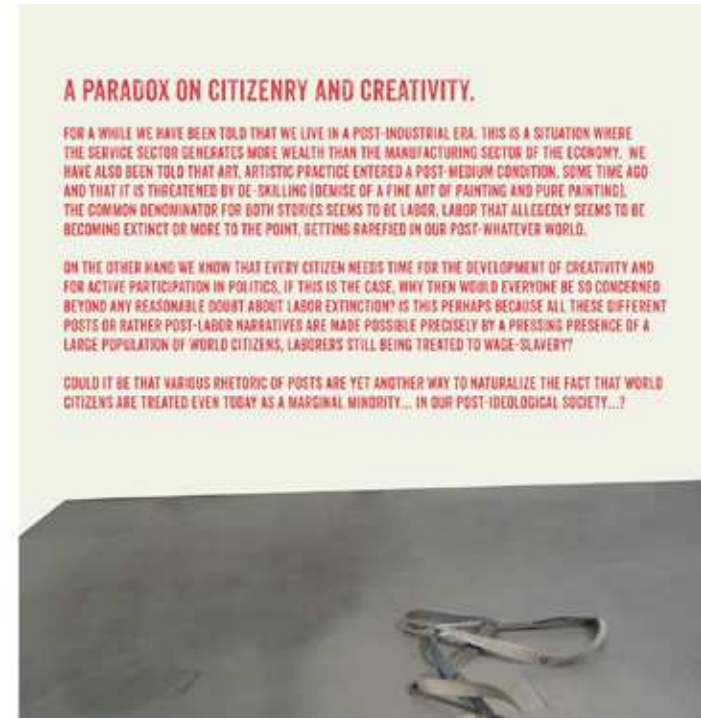 A PARADOX ON CITIZENRY AND CREATIVITY.
FOR A WHILE WE HAVE BEEN TOLD THAT WE LIVE IN A POST-INDUSTRIAL ERA. THIS IS A SITUATION WHERE
THE SERVICE SECTOR GENERATES MORE WEALTH THAN THE MANUFACTURING SECTOR OF THE ECONOMY. WE
HAVE ALSO BEEN TOLD THAT ART, ARTISTIC PRACTICE ENTERED A POST-MEDIUM CONDITION, SOME TIME AGO
AND THAT IT IS THREATENED BY DE-SKILLING (DEMISE OF A FINE ART OF PAINTING AND PURE PAINTING).
THE COMMON DENOMINATOR FOR BOTH STORIES SEEMS TO BE LABOR, LABOR THAT ALLEGEDLY SEEMS TO BE
BECOMING EXTINCT OR MORE TO THE POINT, GETTING RAREFIED IN OUR POST-WHATEVER WORLD.
ON THE OTHER HAND WE KNOW THAT EVERY CITIZEN NEEDS TIME FOR THE DEVELOPMENT OF CREATIVITY AND
FOR ACTIVE PARTICIPATION IN POLITICS, IF THIS IS THE CASE, WHY THEN WOULD EVERYONE BE SO CONCERNED
BEYOND ANY REASONABLE DOUBT ABOUT LABOR EXTINCTION? IS THIS PERHAPS BECAUSE ALL THESE DIFFERENT
POSTS OR RATHER POST-LABOR NARRATIVES ARE MADE POSSIBLE PRECISELY BY A PRESSING PRESENCE OF A
LARGE POPULATION OF WORLD CITIZENS, LABORERS STILL BEING TREATED TO WAGE-SLAVERY?
COULD IT BE THAT VARIOUS RHETORIC OF POSTS ARE YET ANOTHER WAY TO NATURALIZE THE FACT THAT WORLD
CITIZENS ARE TREATED EVEN TODAY AS A MARGINAL MINORITY... IN OUR POST-IDEOLOGICAL SOCIETY...?